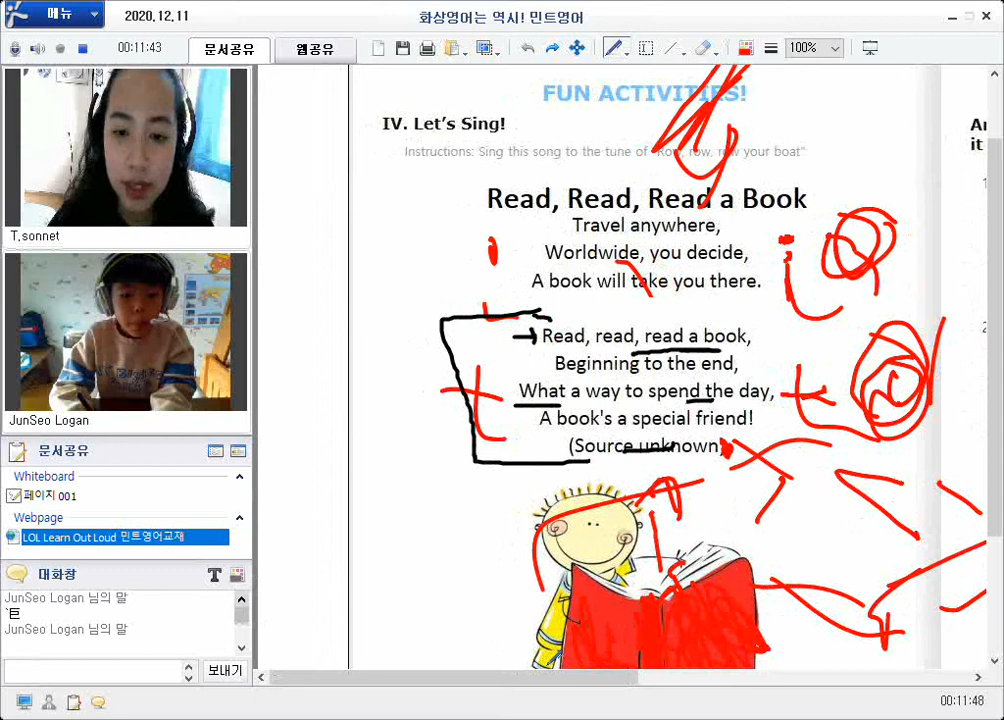 메뉴
2020.12.11
화상영어는 역시! 민트영어
00:11:43
문서공유
웹공유
100%
FUN ACTIVITIES!
IV. Let's Sing!
Instructions: Sing this song to the tune of "Row, row, row your boat"
Read, Read, Read a Book
Travel anywhere,
Worldwide, you decide,
A book will take you there.
Read, read, read a book,
Beginning to the end,
What a way to spend the day,
A book's a special friend!
(Source unknown)
it
T.sonnet
JunSeo Logan
문서공유
Whiteboard
페이지 001
Webpage
LOL Learn Out Loud 민트영어교재
대화창
JunSeo Logan 님의 말
JunSeo Logan 님의 말
보내기
00:11:48